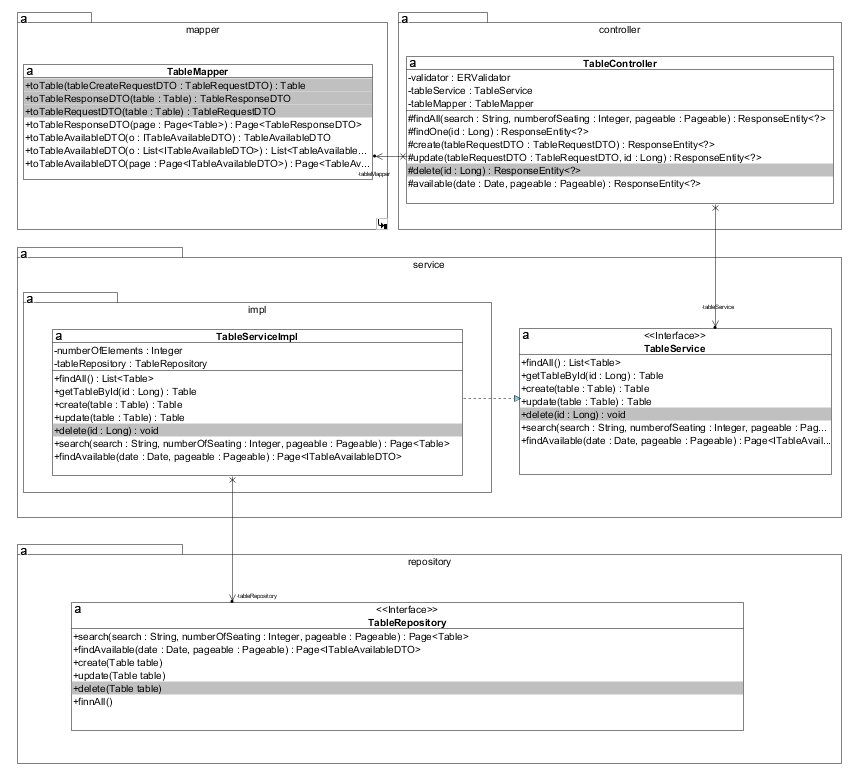 a
mapper
a
TableMapper
+toTable(tableCreateRequestDTO : TableRequestDTO) : Table
+toTableResponseDTO(table : Table) : TableResponseDTO
+toTableRequestDTO(table : Table) : TableRequestDTO
+toTableResponseDTO(page : Page<Table>) : Page<TableResponseDTO>
+toTableAvailableDTO(o : ITableAvailableDTO) : TableAvailableDTO
+toTableAvailableDTO(o : List<ITableAvailableDTO>) : List<TableAvailable...
+toTableAvailableDTO(page : Page<ITableAvailableDTO>) : Page<TableAv...
a
controller
a
TableController
-validator : ERValidator
-tableService : TableService
-tableMapper : TableMapper
#findAll(search : String, numberofSeating : Integer, pageable : Pageable) : ResponseEntity<?>
#findOne(id : Long) : ResponseEntity<?>
#create(tableRequestDTO : TableRequestDTO) : ResponseEntity<?>
#update(tableRequestDTO : TableRequestDTO, id : Long) : ResponseEntity<?>
#delete(id : Long) : ResponseEntity<?>
#available(date : Date, pageable : Pageable) : ResponseEntity<?>
-tableMapper
a
service
a
impl
a
TableServiceImpl
-numberOfElements : Integer
-tableRepository : TableRepository
+findAll() : List<Table>
+getTableById(id : Long) : Table
+create(table : Table) : Table
+update(table : Table) : Table
+delete(id : Long) : void
+search(search : String, numberOfSeating : Integer, pageable : Pageable) : Page<Table>
+findAvailable(date : Date, pageable : Pageable) : Page<ITableAvailableDTO>
-tableService
a
<<Interface>>
TableService
+findAll() : List<Table>
+getTableById(id : Long) : Table
+create(table : Table) : Table
+update(table : Table) : Table
+delete(id : Long) : void
+search(search : String, numberofSeating : Integer, pageable : Pag...
+findAvailable(date : Date, pageable : Pageable) : Page<ITableAvail...
a
repository
-tableRepository
a
<<Interface>>
TableRepository
+search(search : String, numberOfSeating : Integer, pageable : Pageable) : Page<Table>
+findAvailable(date : Date, pageable : Pageable) : Page<ITableAvailableDTO>
+create(Table table)
+update(Table table)
+delete(Table table)
+finnAll()